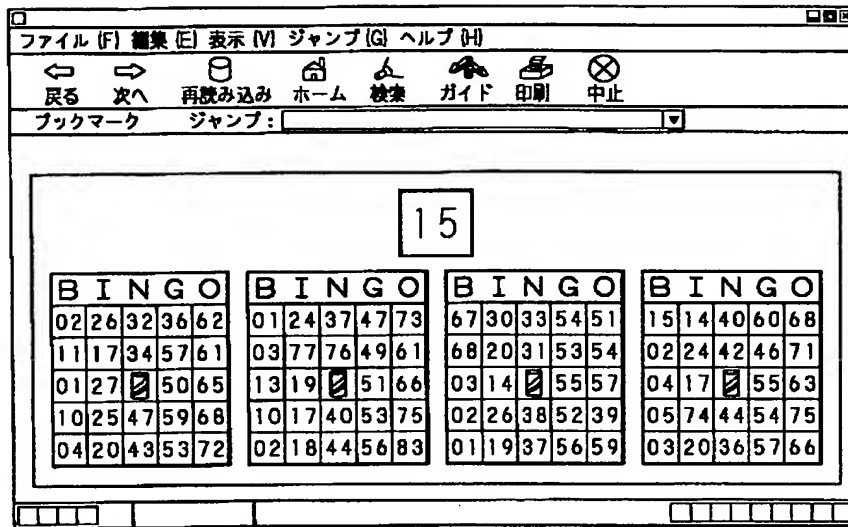 ファイル (F) 編集 (E) 表示 (V) ジャンプ (G) ヘルプ (H)
戻る 次へ 再読み込み ホーム 検索 ガイド 印刷 中止
ブックマーク ジャンプ:
15
B I N G O B I N G O B I N G O B I N G O
02 26 32 36 62 01 24 37 47 73 67 30 33 54 51 15 14 40 60 68
11 17 34 57 61 03 77 76 49 61 68 20 31 53 54 02 24 42 46 71
01 27 50 65 13 19 51 66 03 14 55 57 04 17 55 63
10 25 47 59 68 10 17 40 53 75 02 26 38 52 39 05 74 44 54 75
04 20 43 53 72 02 18 44 56 83 01 19 37 56 59 03 20 36 57 66